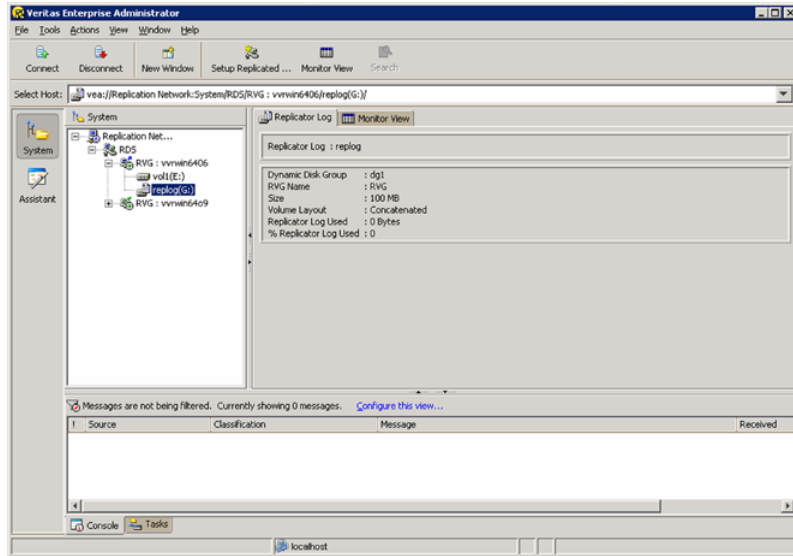 Veritas Enterprise Administrator
File Tools Actions View Window Help
Connect Disconnect New Window Setup Replicated ... Monitor View Search
Select Host: vea://Replication Network:System/RDS/RVG : vvrwin6406/replog(G:)/
System
Assistant
System
Replication Net...
RDS
RVG : vvrwin6406
vol1(E:)
replog(G:)
RVG : vvrwin64o9
Replicator Log Monitor View
Replicator Log : replog
Dynamic Disk Group : dg1
RVG Name : RVG
Size : 100 MB
Volume Layout : Concatenated
Replicator Log Used : 0 Bytes
% Replicator Log Used : 0
Messages are not being filtered. Currently showing 0 messages. Configure this view...
! Source Classification Message Received
Console Tasks
localhost